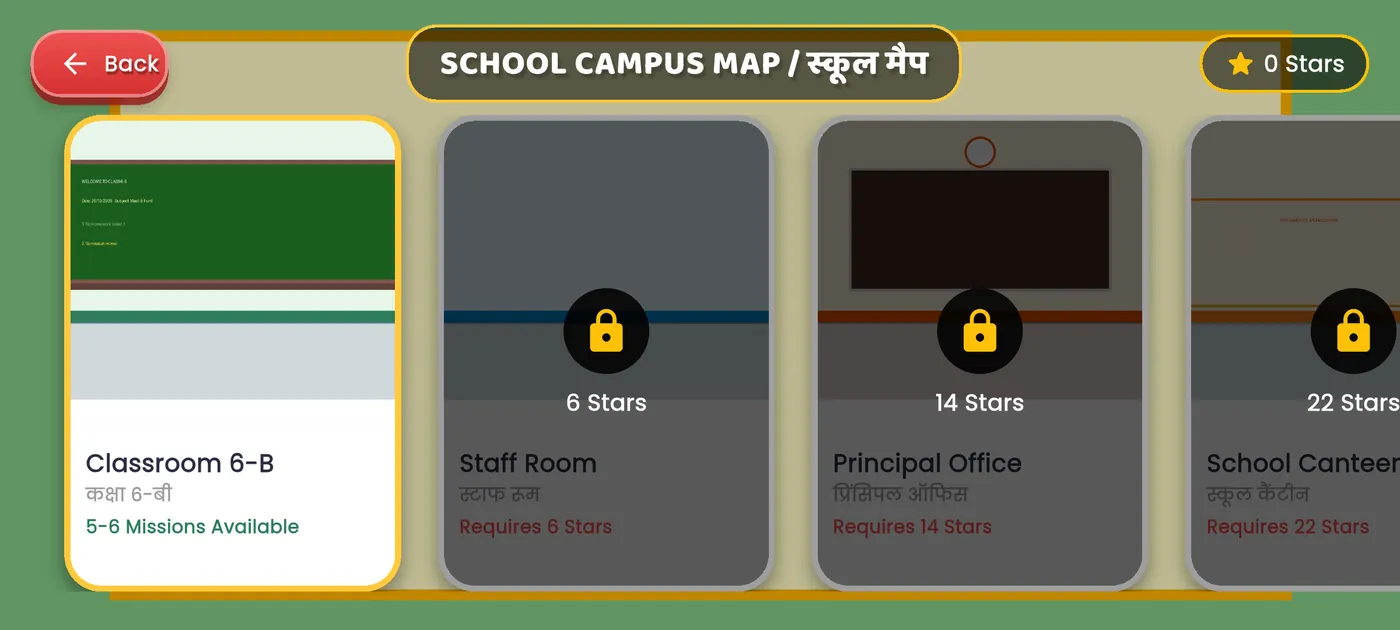 Back
SCHOOL CAMPUS MAP / स्कूल मैप
0 Stars
Classroom 6-B
कक्षा 6-बी
5-6 Missions Available
6 Stars
Staff Room
स्टाफ रूम
Requires 6 Stars
14 Stars
Principal Office
प्रिंसिपल ऑफिस
Requires 14 Stars
22 Stars
School Canteen
स्कूल कैंटीन
Requires 22 Stars